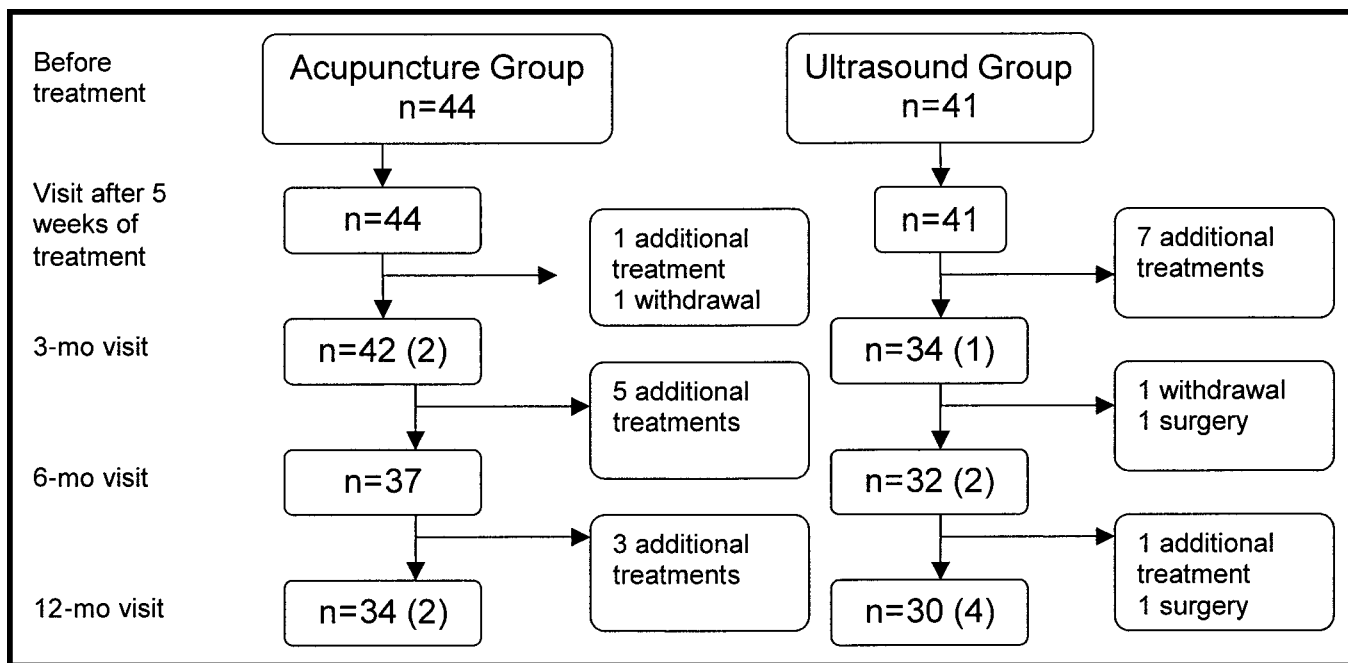 Before
treatment
Acupuncture Group
n=44
Ultrasound Group
n=41
Visit after 5
weeks of
treatment
n=44
n=41
1 additional
treatment
1 withdrawal
7 additional
treatments
3-mo visit
n=42 (2)
n=34 (1)
5 additional
treatments
1 withdrawal
1 surgery
6-mo visit
n=37
n=32 (2)
3 additional
treatments
1 additional
treatment
1 surgery
12-mo visit
n=34 (2)
n=30 (4)